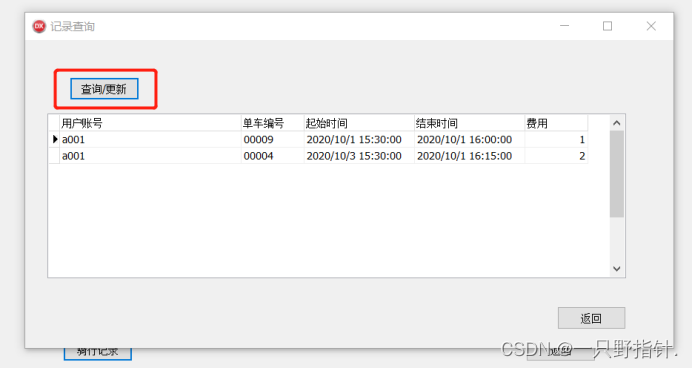 DX 记录查询
查询/更新
用户账号 单车编号 起始时间 结束时间 费用
a001 00009 2020/10/1 15:30:00 2020/10/1 16:00:00 1
a001 00004 2020/10/3 15:30:00 2020/10/1 16:15:00 2
返回
骑行记录
CSDN @一只野指针.